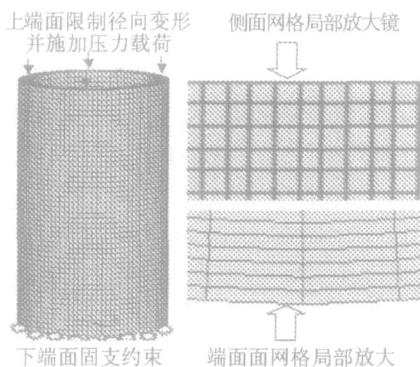 上端面限制径向变形
并施加压力载荷
侧面网格局部放大镜
下端面固支约束
端面面网格局部放大